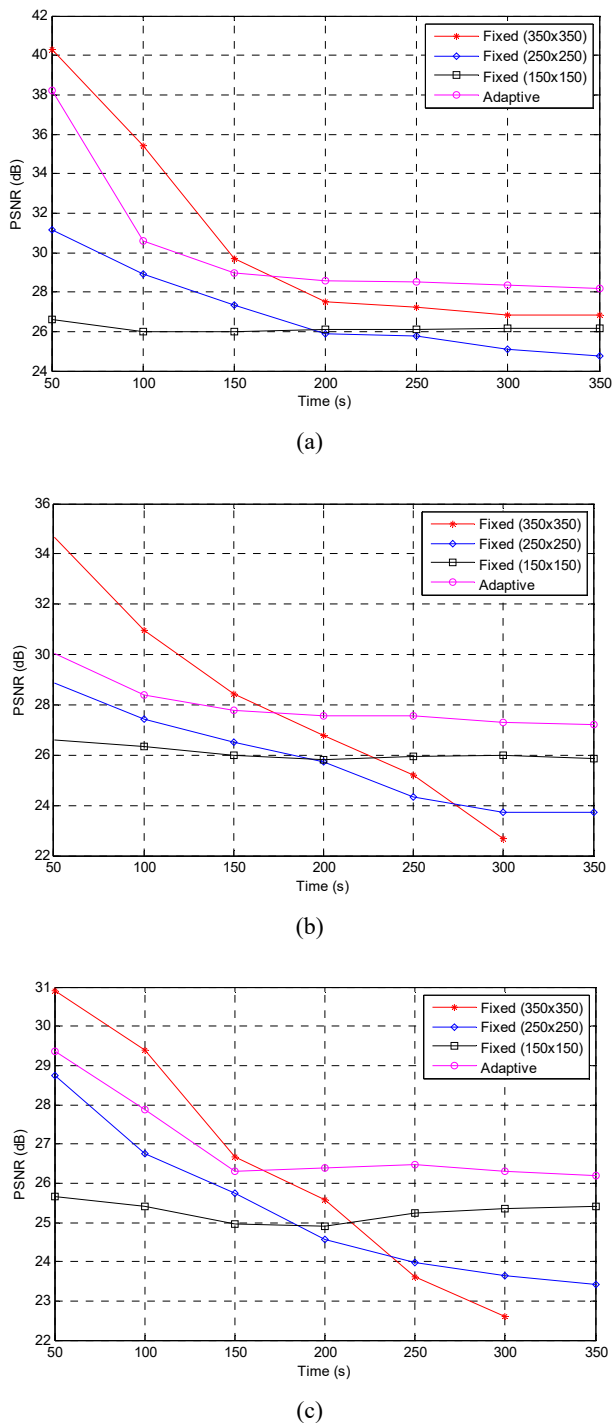 42
40
38
36
34
32
30
28
26
24
PSNR (dB)
Fixed (350x350)
Fixed (250x250)
Fixed (150x150)
Adaptive
50 100 150 200 250 300 350
Time (s)
(a)
36
34
32
30
28
26
24
22
PSNR (dB)
Fixed (350x350)
Fixed (250x250)
Fixed (150x150)
Adaptive
50 100 150 200 250 300 350
Time (s)
(b)
31
30
29
28
27
26
25
24
23
22
PSNR (dB)
Fixed (350x350)
Fixed (250x250)
Fixed (150x150)
Adaptive
50 100 150 200 250 300 350
Time (s)
(c)